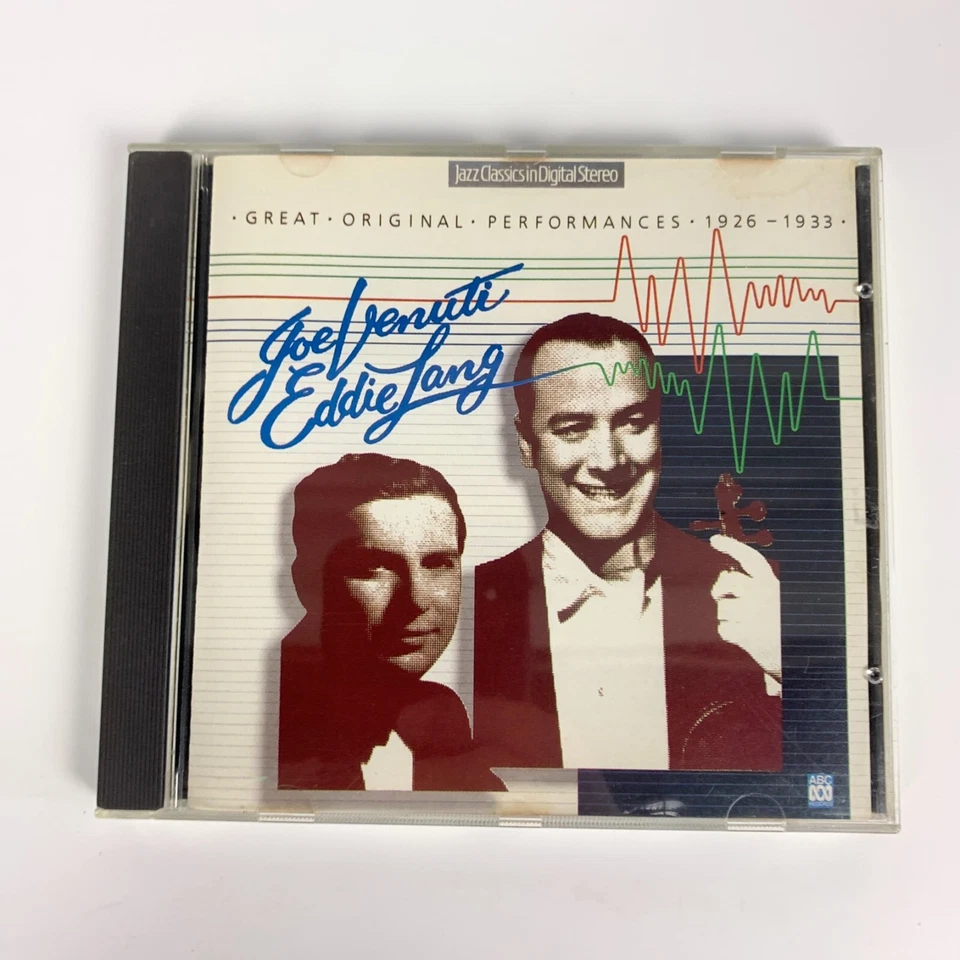 Jazz Classics in Digital Stereo
· GREAT · ORIGINAL · PERFORMANCES · 1926 – 1933 ·
Joe Venuti
Eddie Lang
ABC